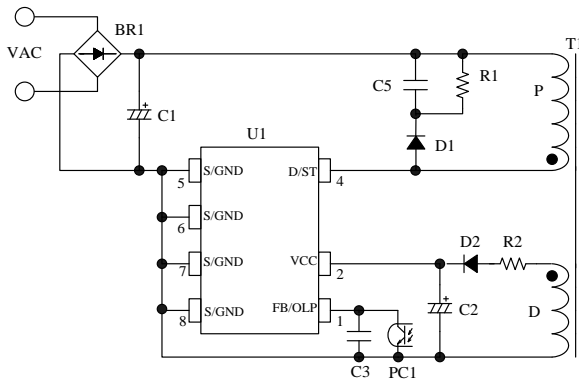 BR1
VAC
T1
C5
R1
P
C1
U1
D1
S/GND
D/ST
5
4
S/GND
6
D2
R2
S/GND
VCC
7
2
C2
D
S/GND
FB/OLP
8
1
C3
PC1